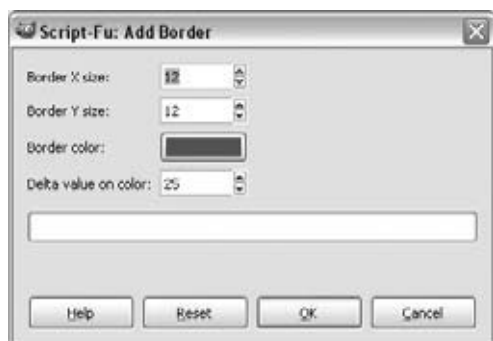 Script-Fu: Add Border
Border X size: 12
Border Y size: 12
Border color:
Delta value on color: 25
Help Reset OK Cancel